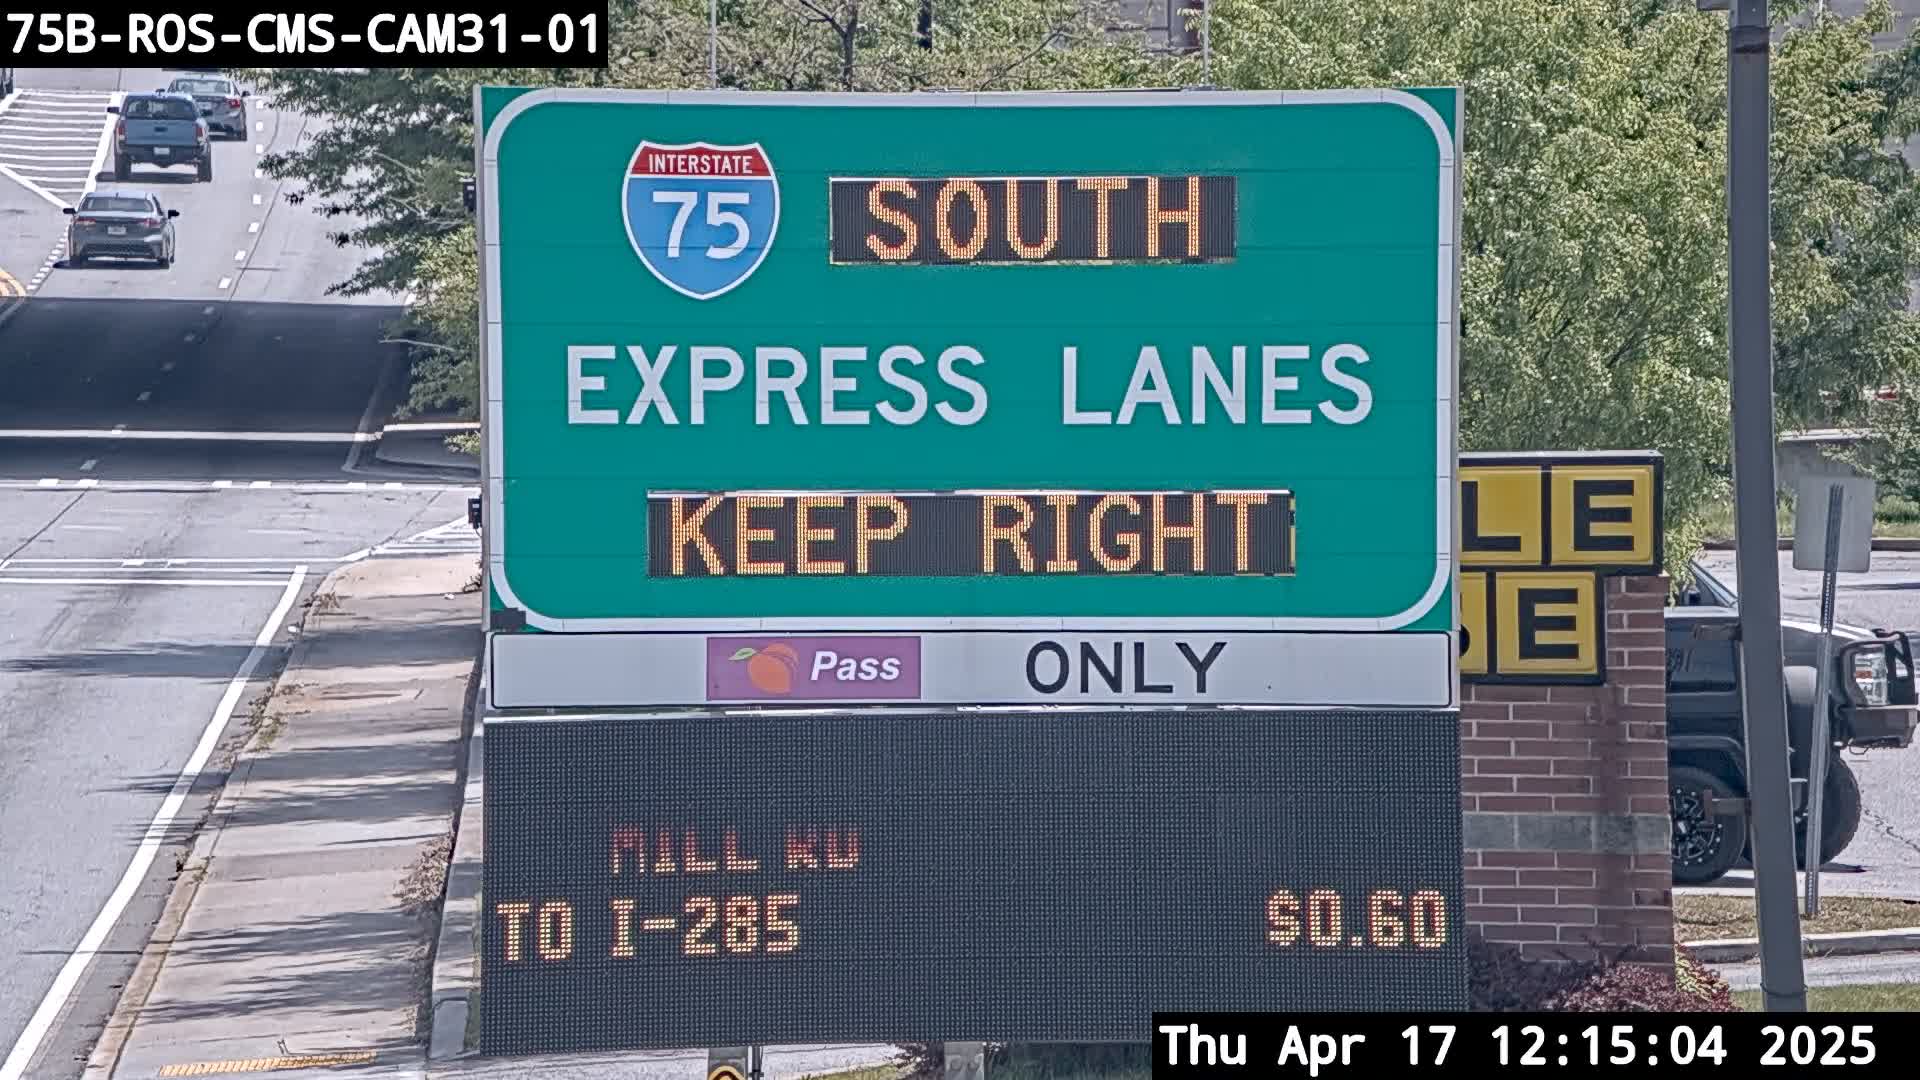 75B-ROS-CMS-CAM31-01
INTERSTATE
75
SOUTH
EXPRESS LANES
KEEP RIGHT
Pass ONLY
LE
E
MILL RD
TO I-285 $0.60
Thu Apr 17 12:15:04 2025